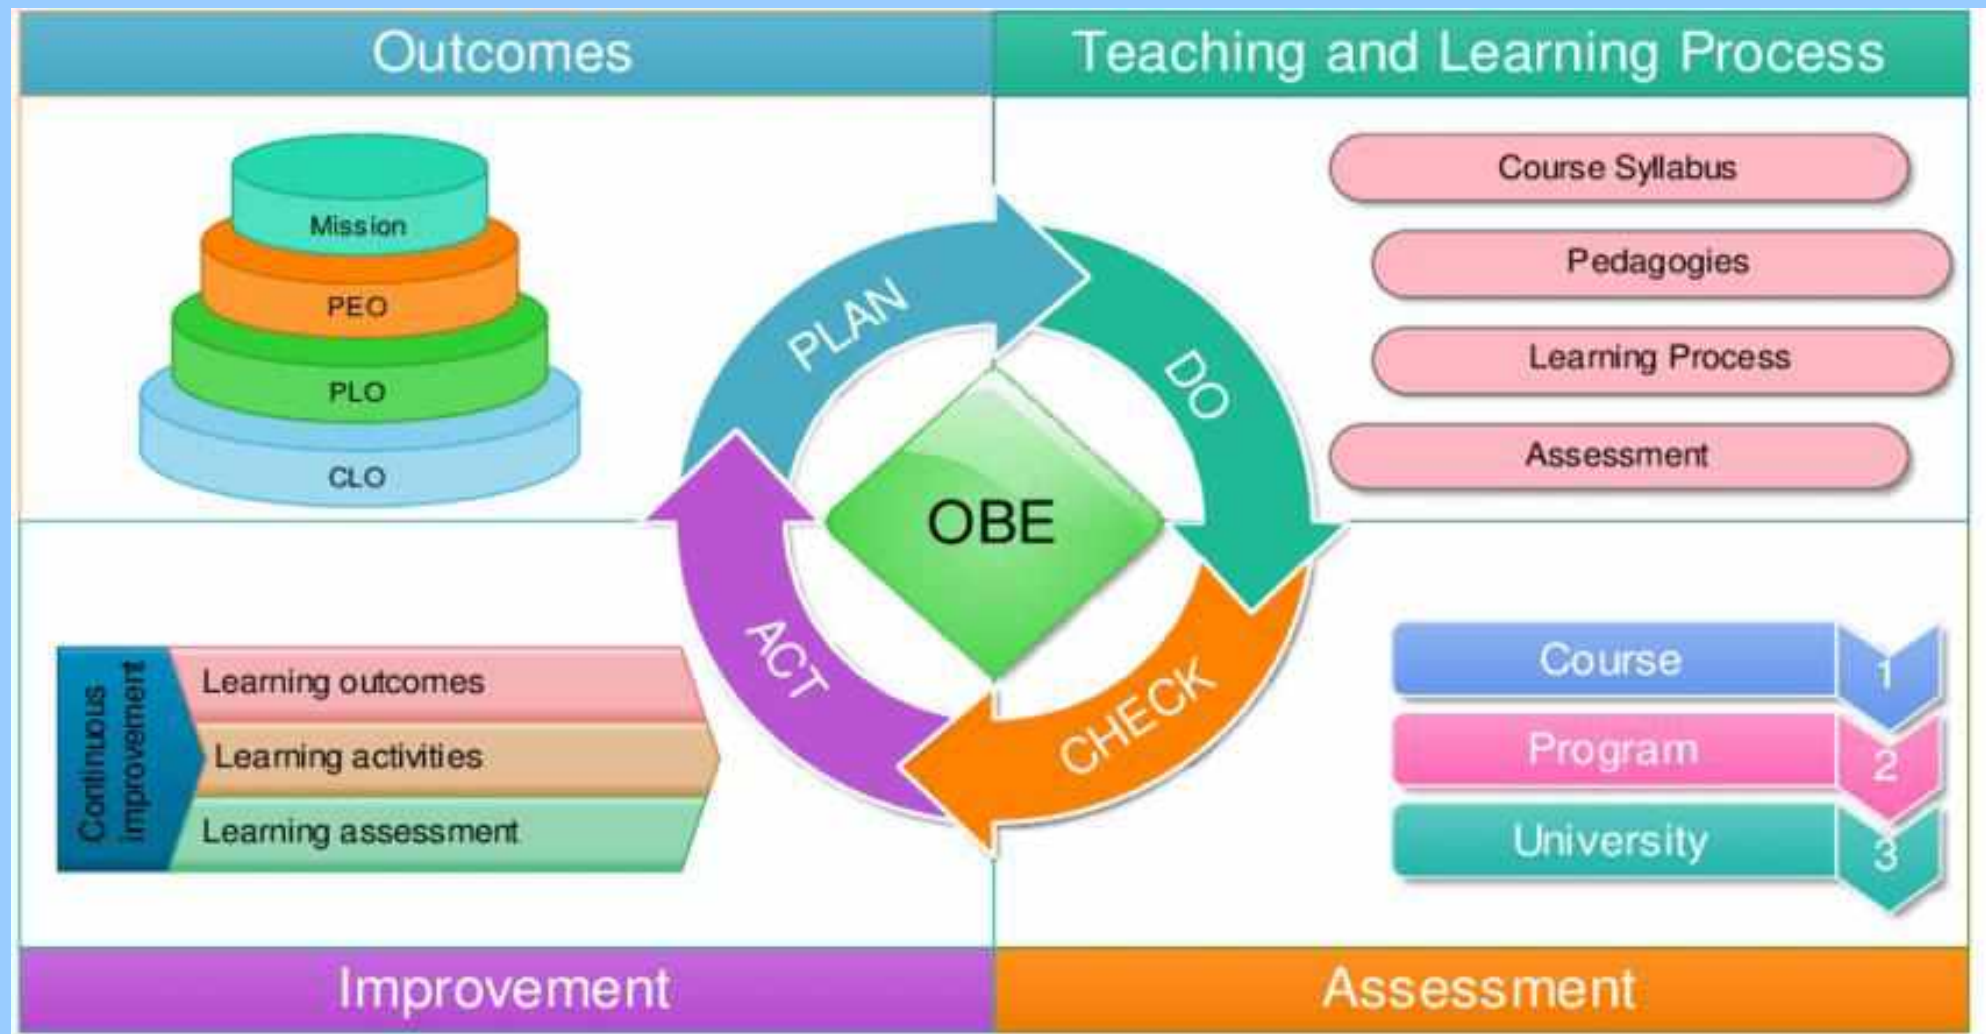 Outcomes
Teaching and Learning Process
Mission
PEO
PLO
CLO
Course Syllabus
Pedagogies
Learning Process
Assessment
PLAN
DO
CHECK
ACT
OBE
Continuous
improvement
Learning outcomes
Learning activities
Learning assessment
Course 1
Program 2
University 3
Improvement
Assessment